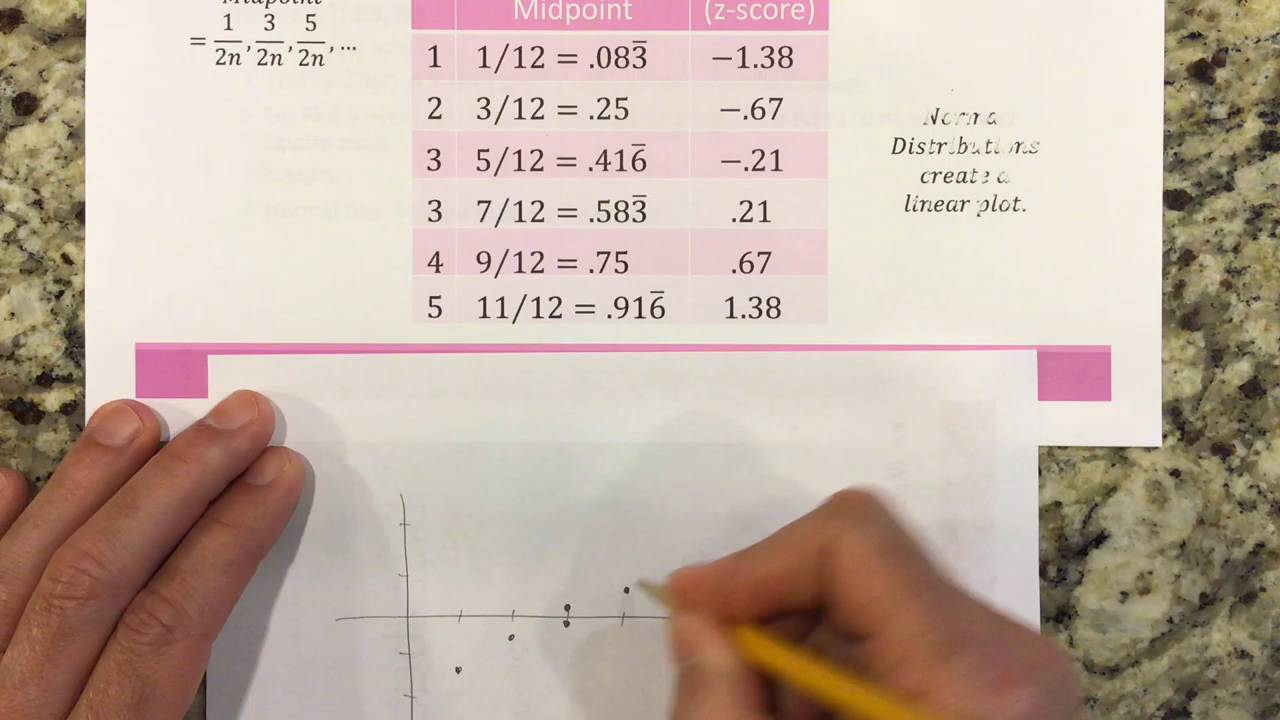 Midpoint
= 1/2n, 3/2n, 5/2n, ...
Midpoint (z-score)
1 1/12 = .083̅ −1.38
2 3/12 = .25 −.67
3 5/12 = .416̅ −.21
3 7/12 = .583̅ .21
4 9/12 = .75 .67
5 11/12 = .916̅ 1.38
Distributions
create a
linear plot.